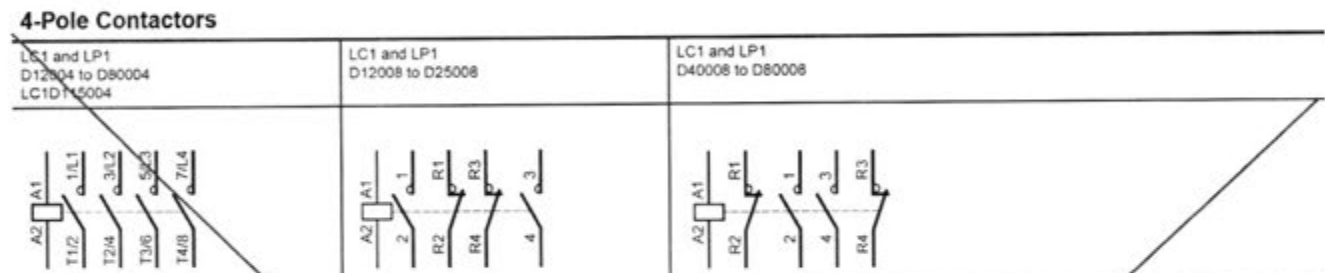 4-Pole Contactors
LC1 and LP1
D12004 to D80004
LC1D115004
LC1 and LP1
D12008 to D25008
LC1 and LP1
D40008 to D80008
A1 1/L1 3/L2 5/L3 7/L4
A2 T1/2 T2/4 T3/6 T4/8
A1 1 R1 R3 3
A2 2 R2 R4 4
A1 R1 1 3 R3
A2 R2 2 4 R4